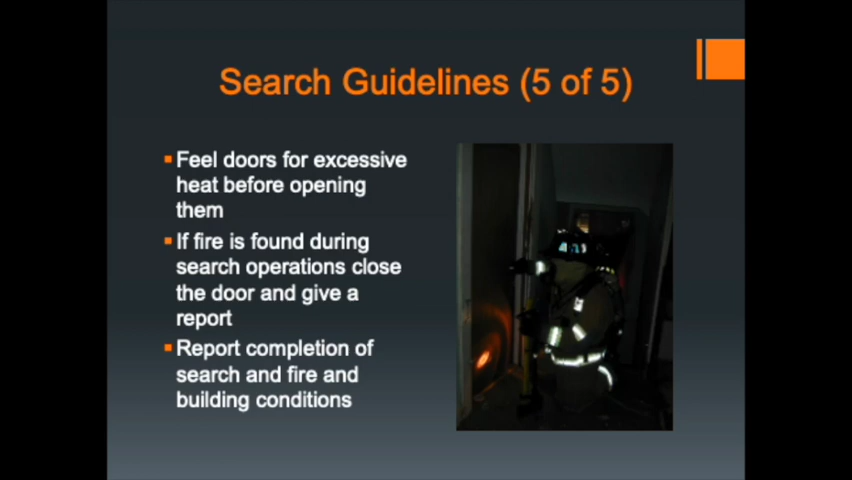 Search Guidelines (5 of 5)
Feel doors for excessive
heat before opening
them
If fire is found during
search operations close
the door and give a
report
Report completion of
search and fire and
building conditions